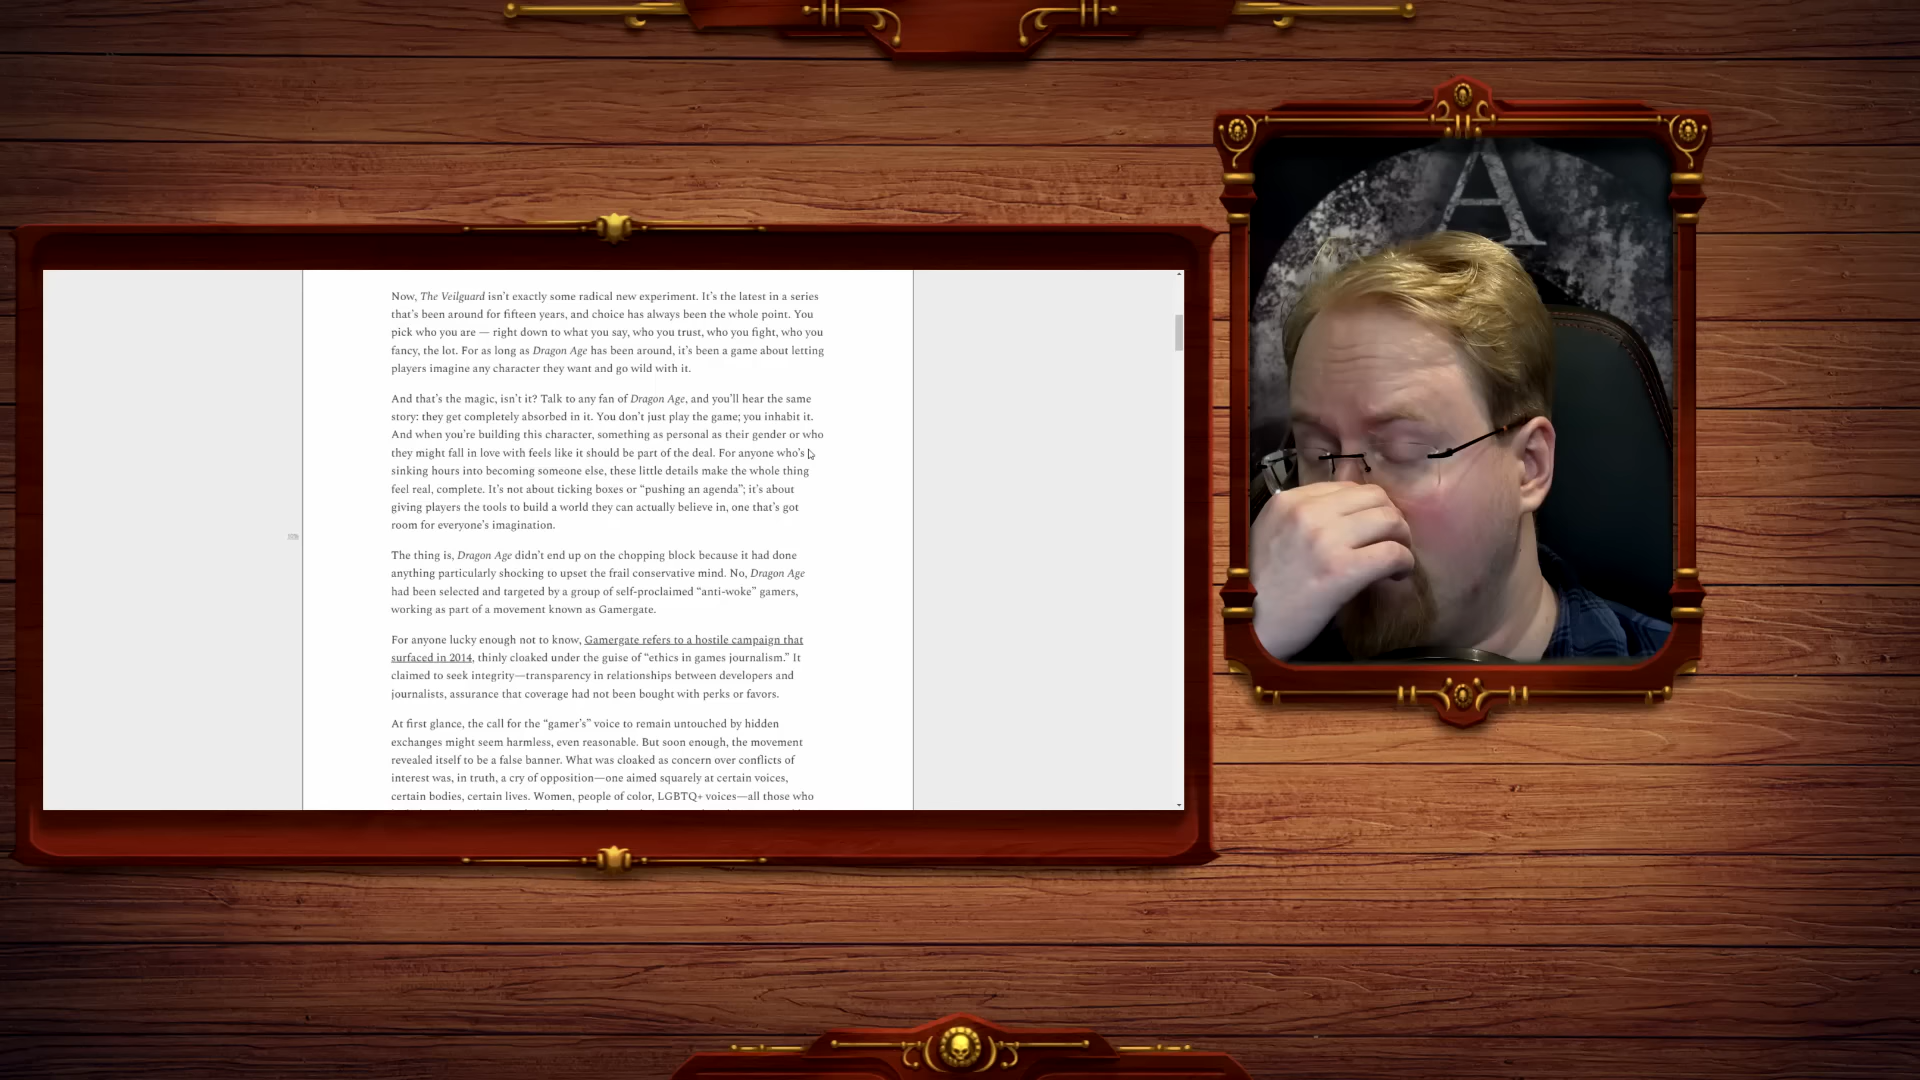 A
Now, The Veilguard isn’t exactly some radical new experiment. It’s the latest in a series
that’s been around for fifteen years, and choice has always been the whole point. You
pick who you are — right down to what you say, who you trust, who you fight, who you
fancy, the lot. For as long as Dragon Age has been around, it’s been a game about letting
players imagine any character they want and go wild with it.
And that’s the magic, isn’t it? Talk to any fan of Dragon Age, and you’ll hear the same
story: they get completely absorbed in it. You don’t just play the game; you inhabit it.
And when you’re building this character, something as personal as their gender or who
they might fall in love with feels like it should be part of the deal. For anyone who’s
sinking hours into becoming someone else, these little details make the whole thing
feel real, complete. It’s not about ticking boxes or “pushing an agenda”; it’s about
giving players the tools to build a world they can actually believe in, one that’s got
room for everyone’s imagination.
The thing is, Dragon Age didn’t end up on the chopping block because it had done
anything particularly shocking to upset the frail conservative mind. No, Dragon Age
had been selected and targeted by a group of self-proclaimed “anti-woke” gamers,
working as part of a movement known as Gamergate.
For anyone lucky enough not to know, Gamergate refers to a hostile campaign that
surfaced in 2014, thinly cloaked under the guise of “ethics in games journalism.” It
claimed to seek integrity—transparency in relationships between developers and
journalists, assurance that coverage had not been bought with perks or favors.
At first glance, the call for the “gamer’s” voice to remain untouched by hidden
exchanges might seem harmless, even reasonable. But soon enough, the movement
revealed itself to be a false banner. What was cloaked as concern over conflicts of
interest was, in truth, a cry of opposition—one aimed squarely at certain voices,
certain bodies, certain lives. Women, people of color, LGBTQ+ voices—all those who